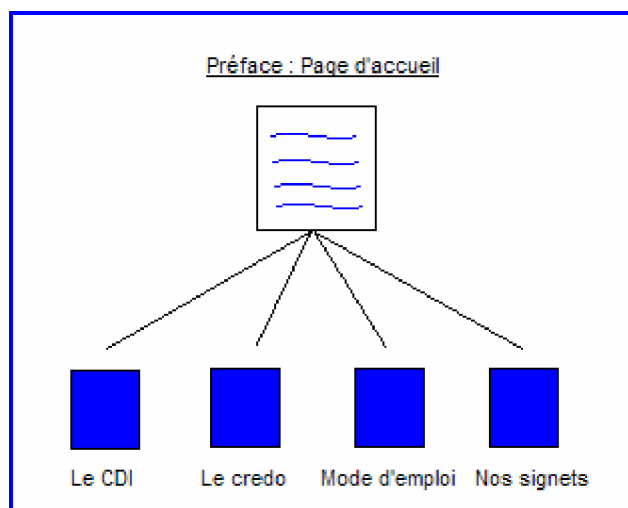 Préface : Page d'accueil
Le CDI Le credo Mode d'emploi Nos signets